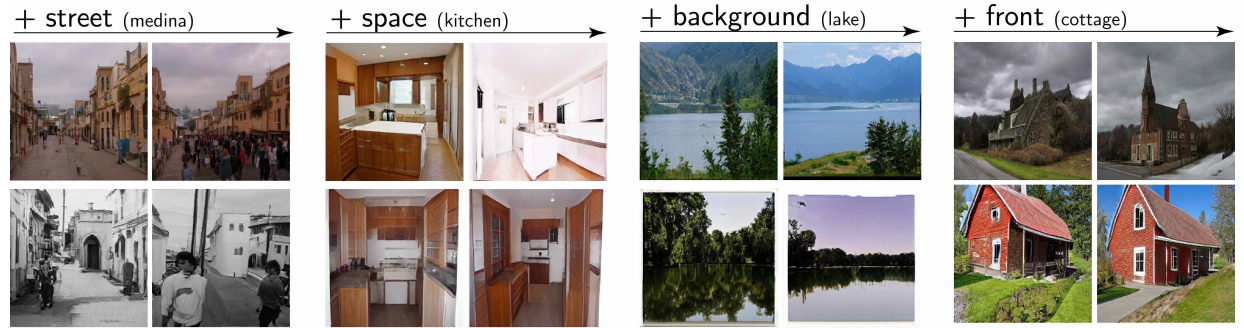 + street (medina)
+ space (kitchen)
+ background (lake)
+ front (cottage)